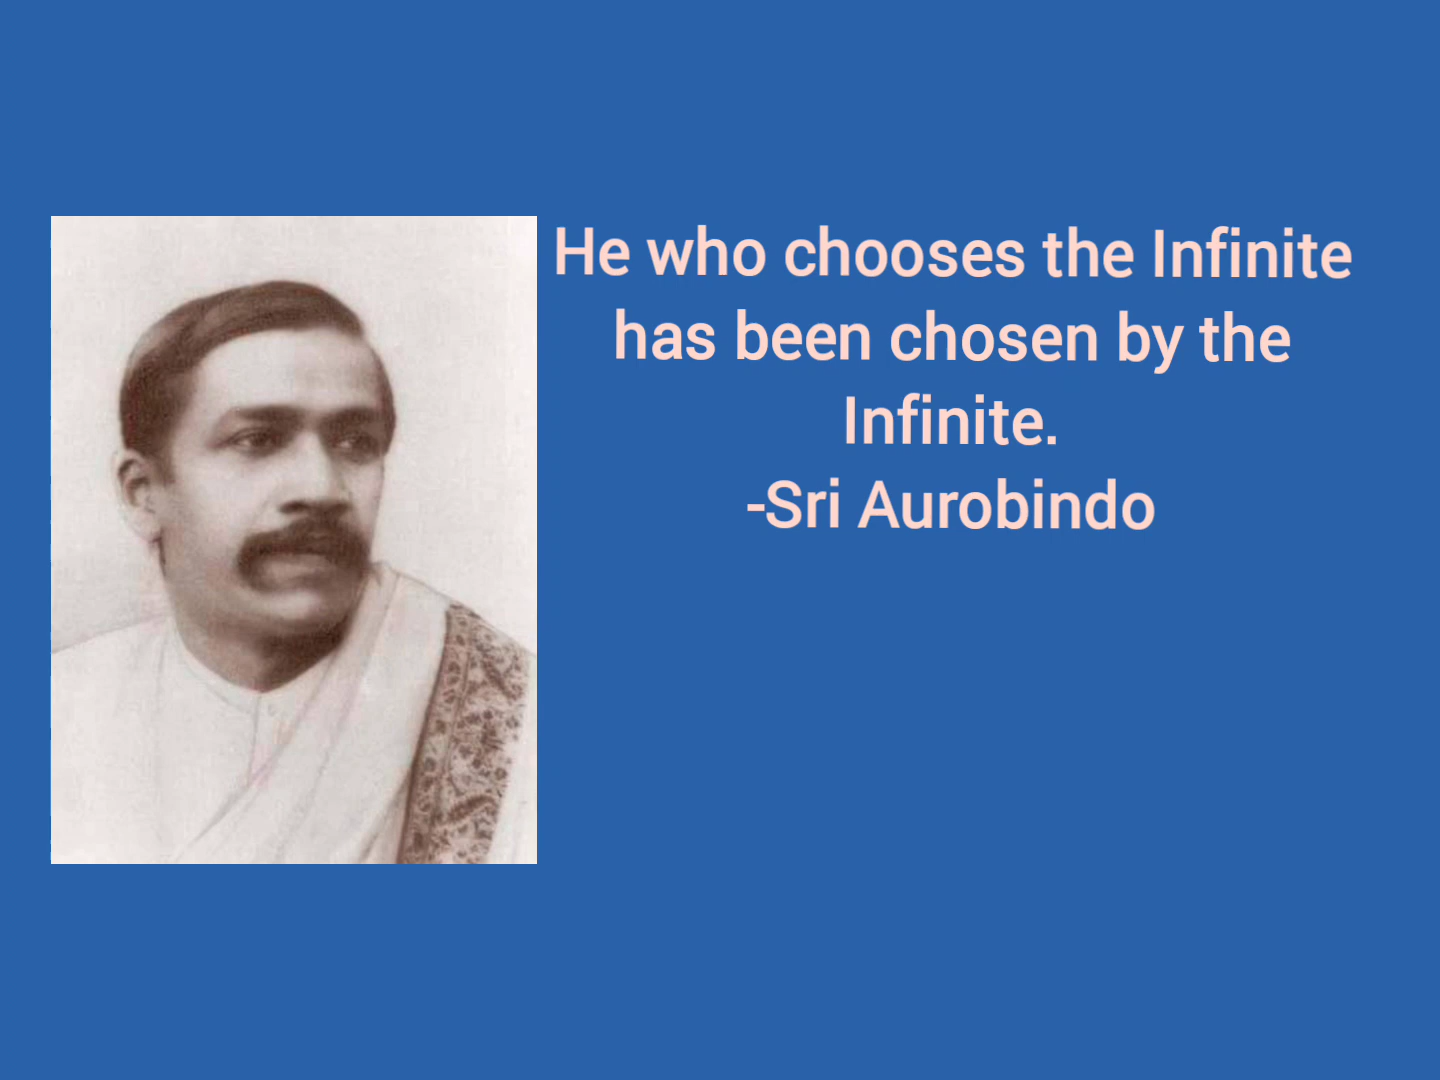 He who chooses the Infinite
has been chosen by the
Infinite.
-Sri Aurobindo